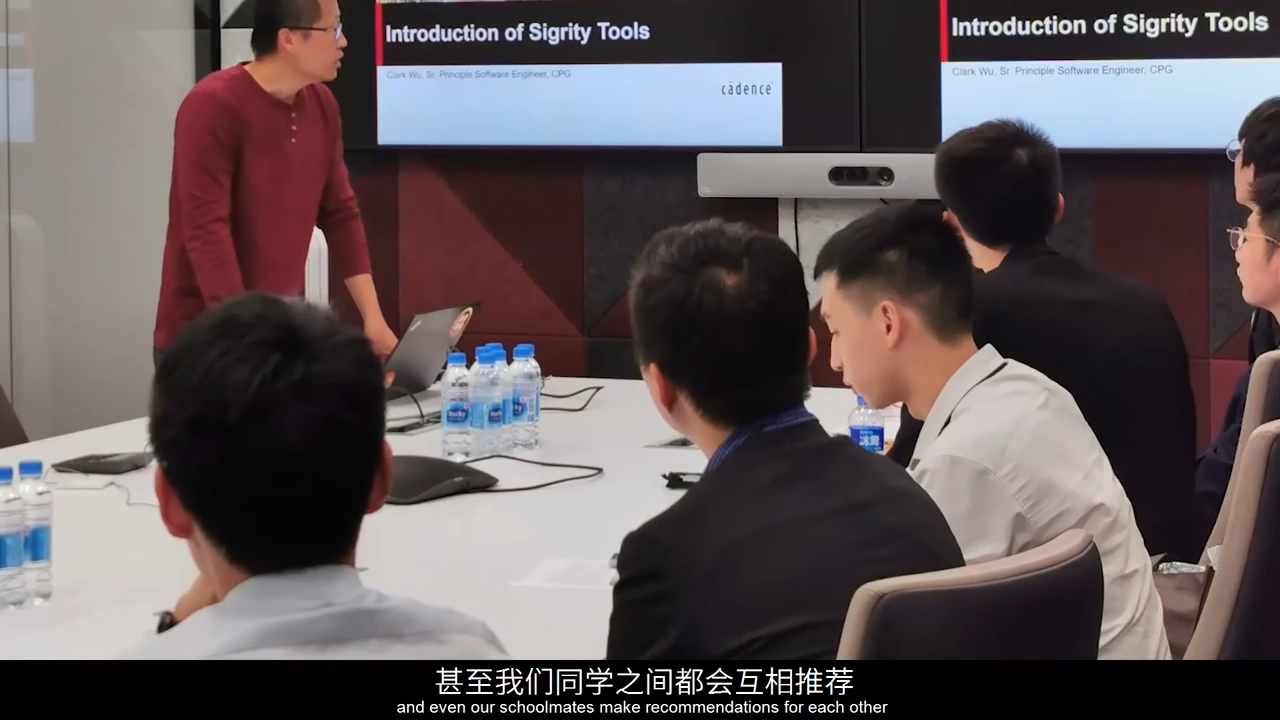 Introduction of Sigrity Tools
Clark Wu, Sr. Principle Software Engineer, CPG
cādence
Introduction of Sigrity Tools
Clark Wu, Sr. Principle Software Engineer, CPG
冰露
甚至我们同学之间都会互相推荐
and even our schoolmates make recommendations for each other